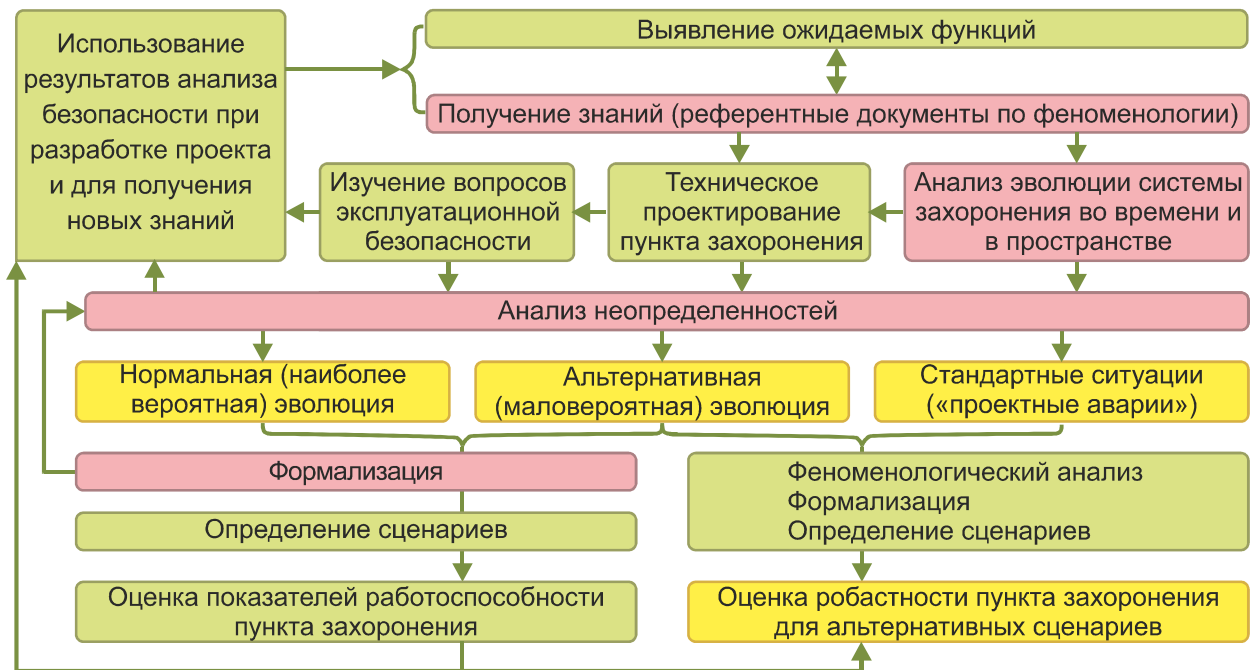 Использование
результатов анализа
безопасности при
разработке проекта
и для получения
новых знаний
Выявление ожидаемых функций
Получение знаний (референтные документы по феноменологии)
Изучение вопросов
эксплуатационной
безопасности
Техническое
проектирование
пункта захоронения
Анализ эволюции системы
захоронения во времени и
в пространстве
Анализ неопределенностей
Нормальная (наиболее
вероятная) эволюция
Альтернативная
(маловероятная) эволюция
Стандартные ситуации
(«проектные аварии»)
Формализация
Определение сценариев
Оценка показателей работоспособности
пункта захоронения
Феноменологический анализ
Формализация
Определение сценариев
Оценка робастности пункта захоронения
для альтернативных сценариев